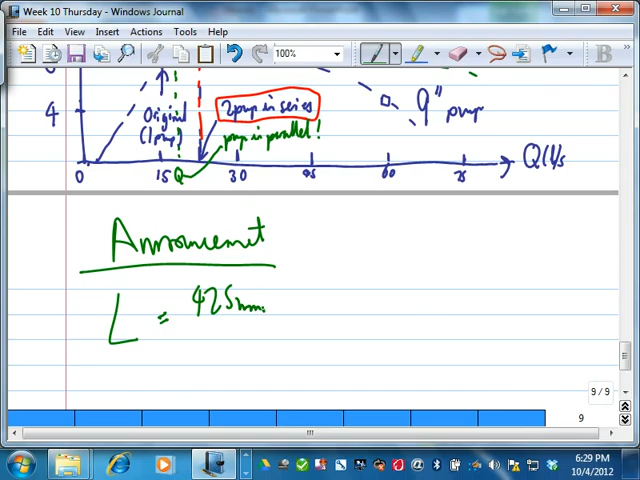 Week 10 Thursday - Windows Journal
File Edit View Insert Actions Tools Help
100% B
4
Original
(1 pump)
2 pump in series
pump in parallel!
9" pump
0 15 Q 30 45 60 75 Q (l/s
Announcement
L = 425mm
9 / 9
9
6:29 PM
10/4/2012